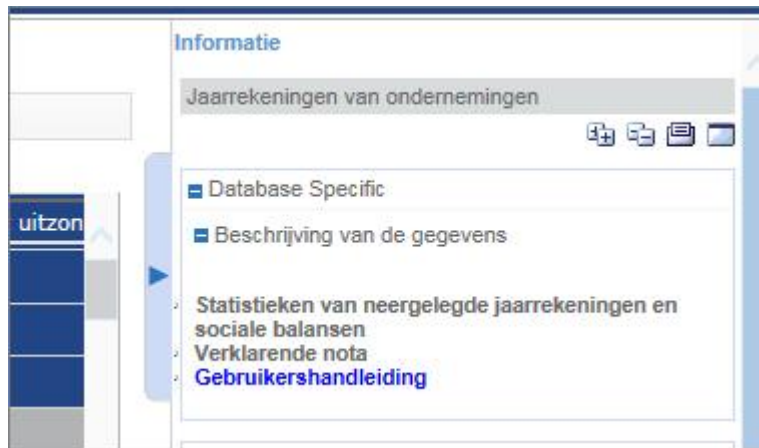 Informatie
Jaarrekeningen van ondernemingen
Database Specific
uitzon
Beschrijving van de gegevens
Statistieken van neergelegde jaarrekeningen en
sociale balansen
Verklarende nota
Gebruikershandleiding